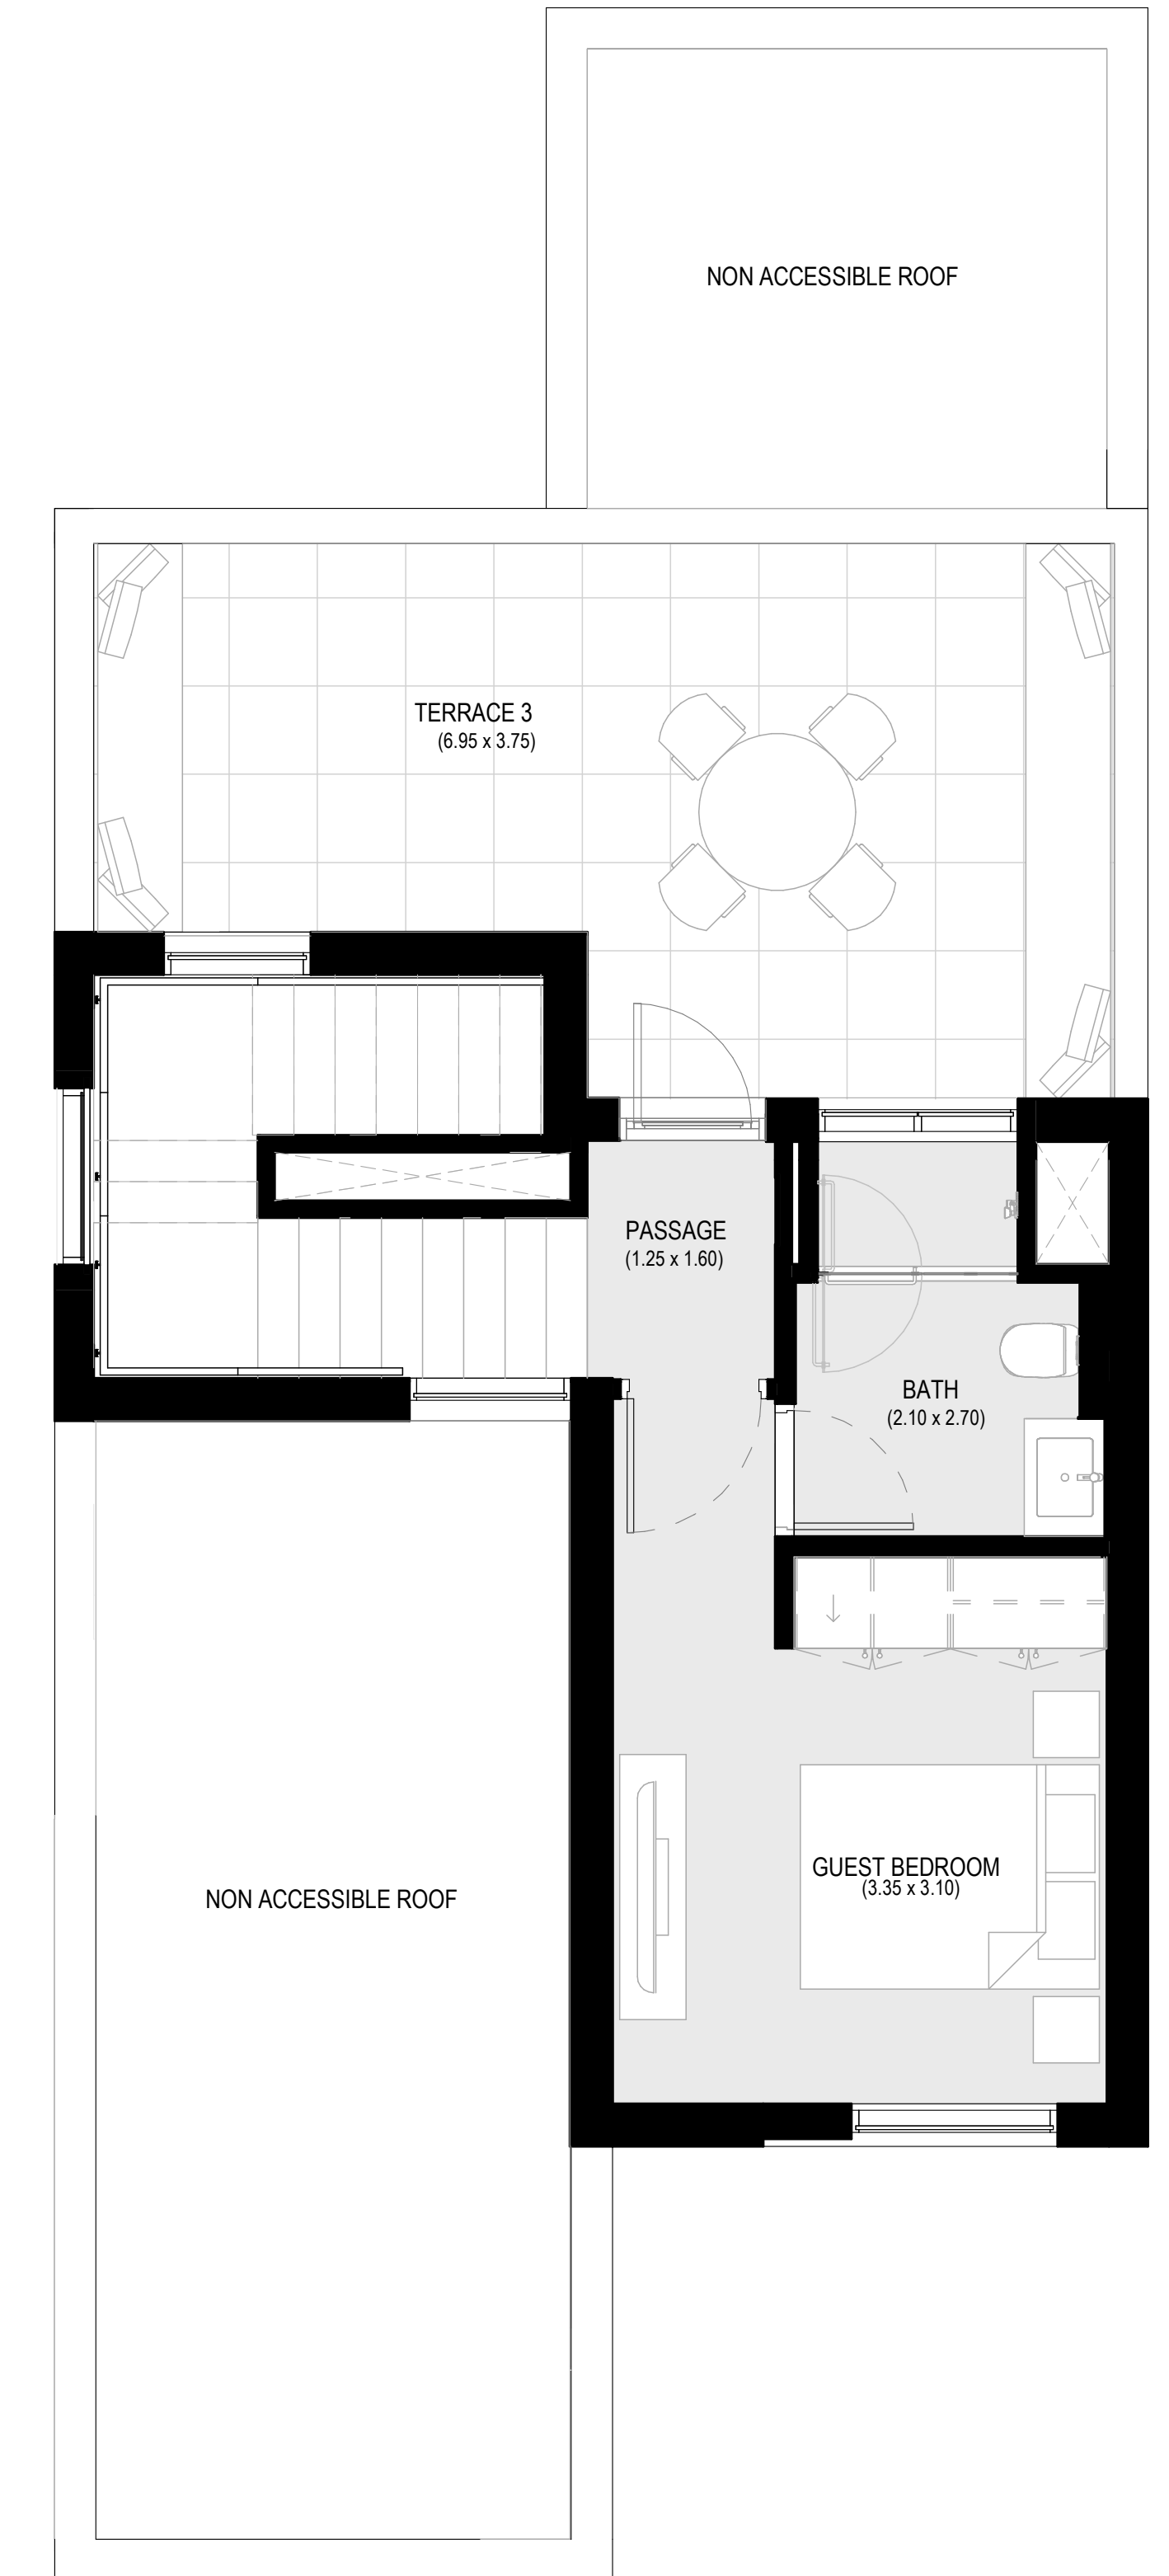 NON ACCESSIBLE ROOF
TERRACE 3
(6.95 x 3.75)
PASSAGE
(1.25 x 1.60)
BATH
(2.10 x 2.70)
GUEST BEDROOM
(3.35 x 3.10)
NON ACCESSIBLE ROOF